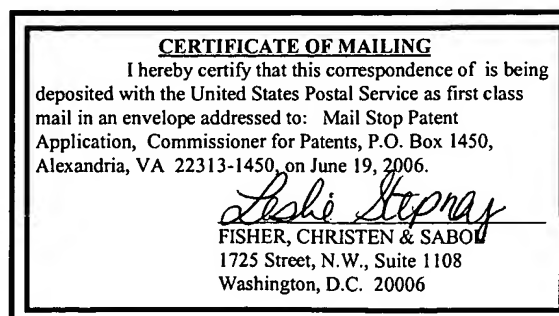 CERTIFICATE OF MAILING
I hereby certify that this correspondence of is being
deposited with the United States Postal Service as first class
mail in an envelope addressed to: Mail Stop Patent
Application, Commissioner for Patents, P.O. Box 1450,
Alexandria, VA 22313-1450, on June 19, 2006.
Leslie Stepnay
FISHER, CHRISTEN & SABOL
1725 Street, N.W., Suite 1108
Washington, D.C. 20006